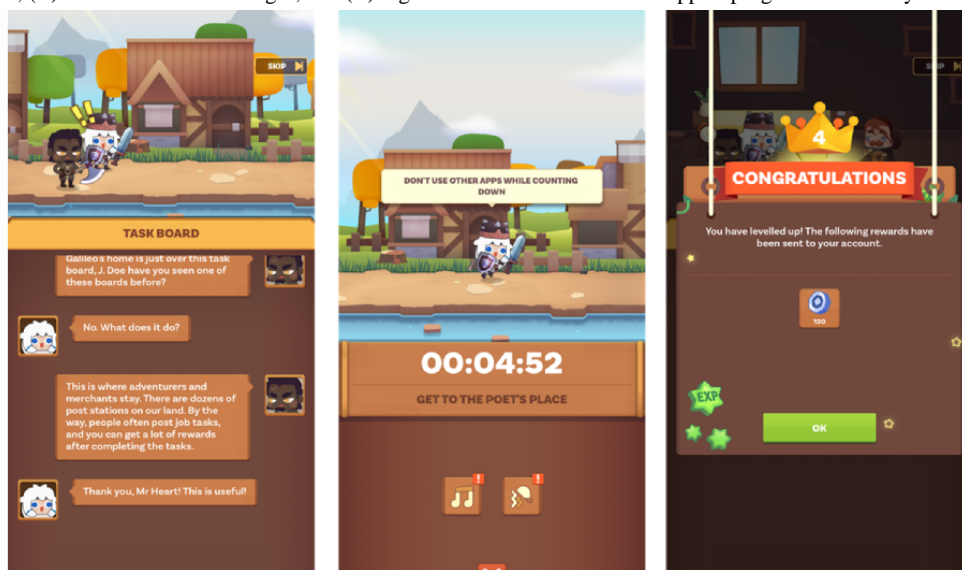 SKIP
TASK BOARD
Galileo's home is just over this task
board, J. Doe have you seen one of
these boards before?
No. What does it do?
This is where adventurers and
merchants stay. There are dozens of
post stations on our land. By the
way, people often post job tasks,
and you can get a lot of rewards
after completing the tasks.
Thank you, Mr Heart! This is useful!
DON'T USE OTHER APPS WHILE COUNTING
DOWN
00:04:52
GET TO THE POET'S PLACE
SKIP
4
CONGRATULATIONS
You have levelled up! The following rewards have
been sent to your account.
EXP
OK